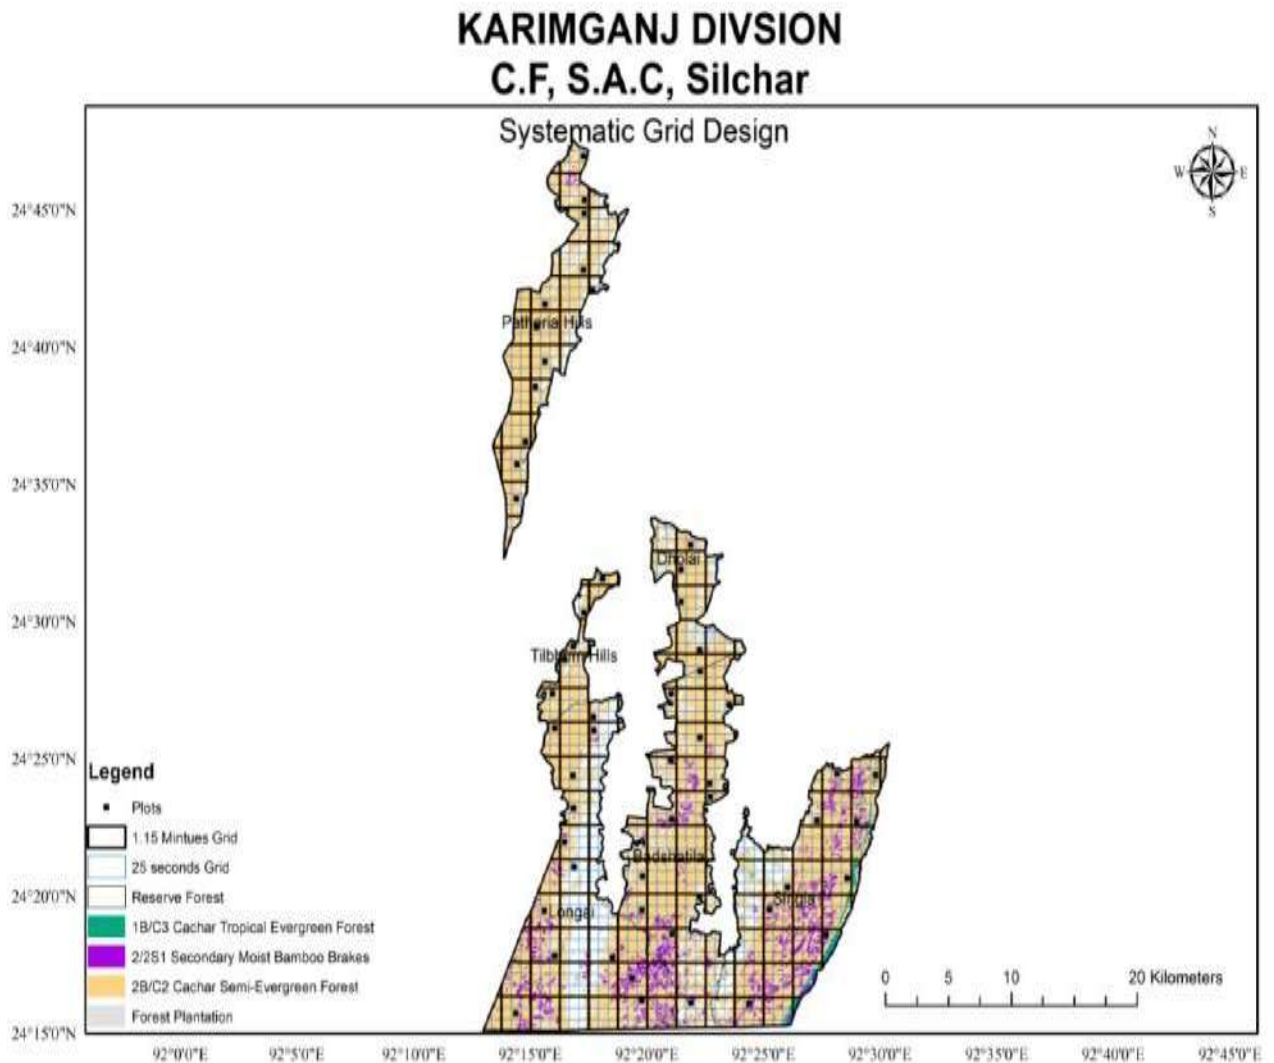 KARIMGANJ DIVSION
C.F, S.A.C, Silchar
Systematic Grid Design
N
W E
S
24°45'0"N
24°40'0"N
Patheria Hills
24°35'0"N
Dholai
24°30'0"N
Tilbhum Hills
24°25'0"N
Legend
Plots
1.15 Mintues Grid
25 seconds Grid
Badshatila
24°20'0"N
Reserve Forest
Singla
Longai
1B/C3 Cachar Tropical Evergreen Forest
2/2S1 Secondary Moist Bamboo Brakes
2B/C2 Cachar Semi-Evergreen Forest
0 5 10 20 Kilometers
Forest Plantation
24°15'0"N
92°0'0"E 92°5'0"E 92°10'0"E 92°15'0"E 92°20'0"E 92°25'0"E 92°30'0"E 92°35'0"E 92°40'0"E 92°45'0"E